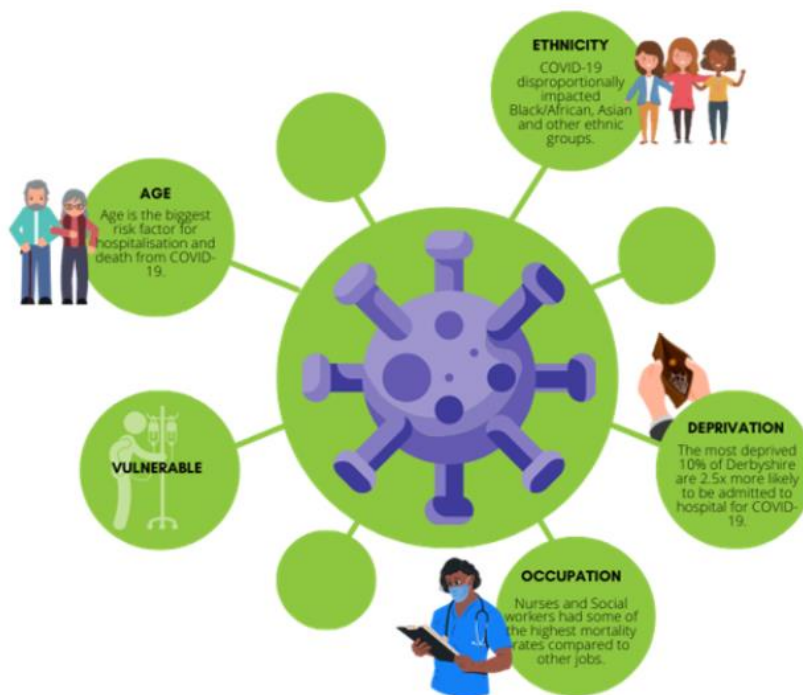 ETHNICITY
COVID-19
disproportionally
impacted
Black/African, Asian
and other ethnic
groups.
AGE
Age is the biggest
risk factor for
hospitalisation and
death from COVID-
19.
DEPRIVATION
The most deprived
10% of Derbyshire
are 2.5x more likely
to be admitted to
hospital for COVID-
19.
VULNERABLE
OCCUPATION
Nurses and Social
workers had some of
the highest mortality
rates compared to
other jobs.